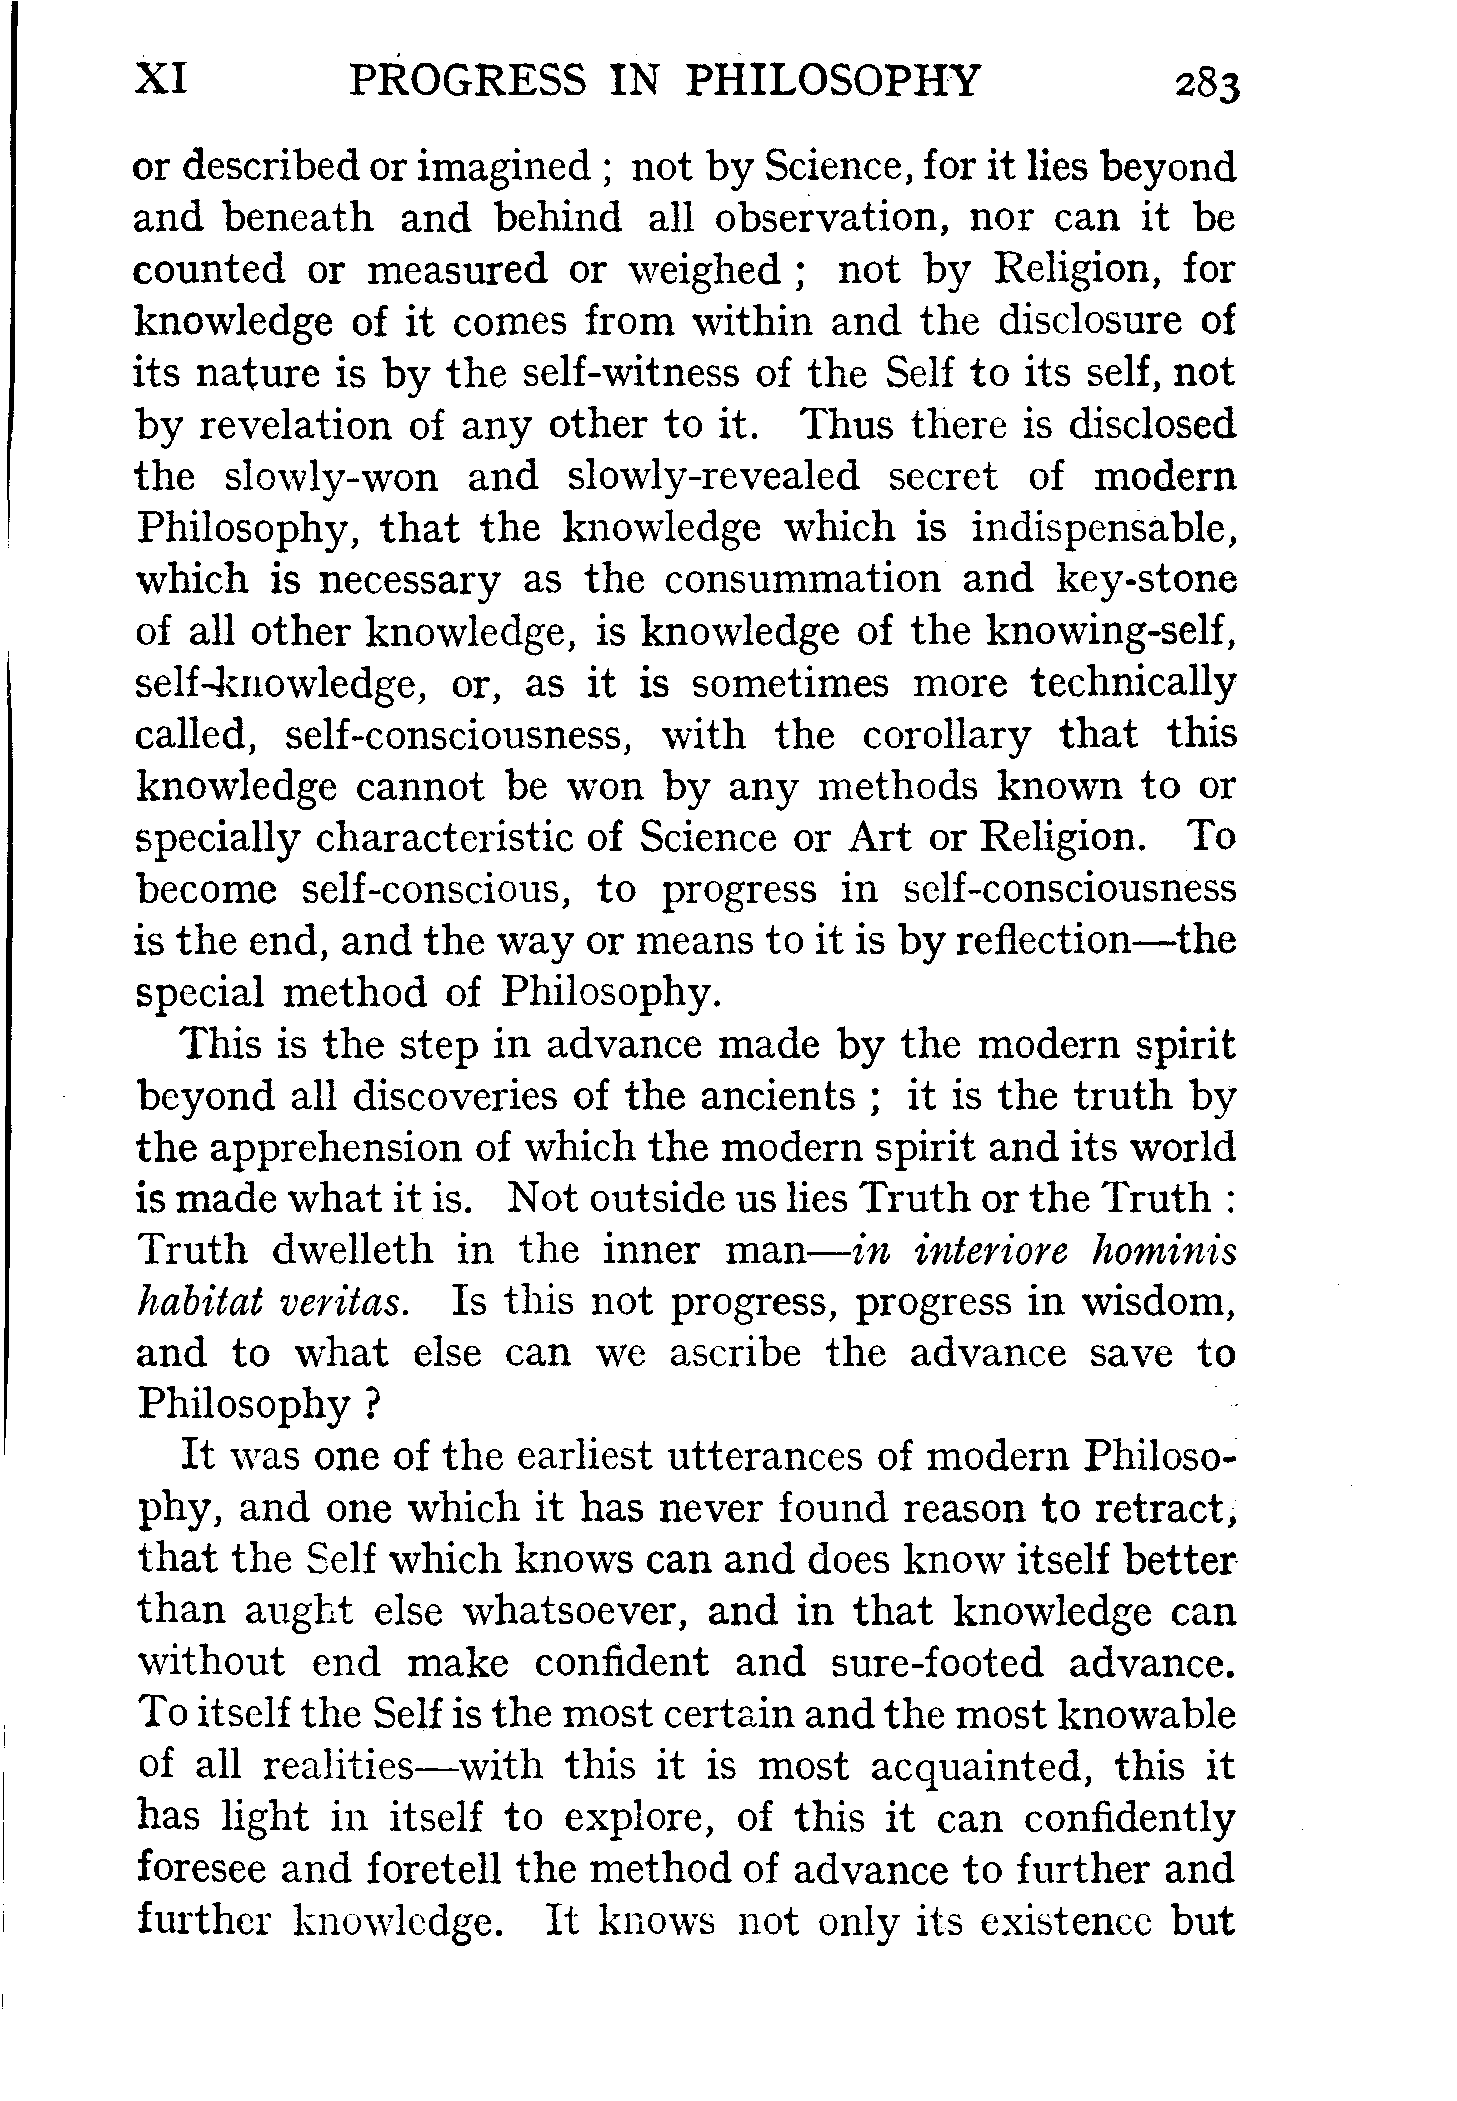 XI PROGRESS IN PHILOSOPHY 283
or described or imagined ; not by Science, for it lies beyond
and beneath and behind all observation, nor can it be
counted or measured or weighed ; not by Religion, for
knowledge of it comes from within and the disclosure of
its nature is by the self-witness of the Self to its self, not
by revelation of any other to it. Thus there is disclosed
the slowly-won and slowly-revealed secret of modern
Philosophy, that the knowledge which is indispensable,
which is necessary as the consummation and key-stone
of all other knowledge, is knowledge of the knowing-self,
self-knowledge, or, as it is sometimes more technically
called, self-consciousness, with the corollary that this
knowledge cannot be won by any methods known to or
specially characteristic of Science or Art or Religion. To
become self-conscious, to progress in self-consciousness
is the end, and the way or means to it is by reflection—the
special method of Philosophy.
This is the step in advance made by the modern spirit
beyond all discoveries of the ancients ; it is the truth by
the apprehension of which the modern spirit and its world
is made what it is. Not outside us lies Truth or the Truth :
Truth dwelleth in the inner man—in interiore hominis
habitat veritas. Is this not progress, progress in wisdom,
and to what else can we ascribe the advance save to
Philosophy ?
It was one of the earliest utterances of modern Philoso-
phy, and one which it has never found reason to retract,
that the Self which knows can and does know itself better
than aught else whatsoever, and in that knowledge can
without end make confident and sure-footed advance.
To itself the Self is the most certain and the most knowable
of all realities—with this it is most acquainted, this it
has light in itself to explore, of this it can confidently
foresee and foretell the method of advance to further and
further knowledge. It knows not only its existence but